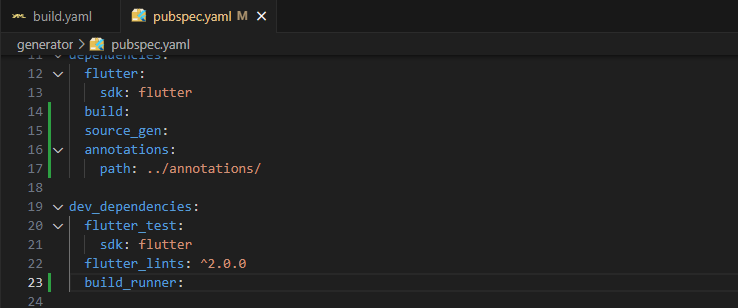 build.yaml
pubspec.yaml M
generator > pubspec.yaml
11 dependencies:
12 flutter:
13 sdk: flutter
14 build:
15 source_gen:
16 annotations:
17 path: ../annotations/
18
19 dev_dependencies:
20 flutter_test:
21 sdk: flutter
22 flutter_lints: ^2.0.0
23 build_runner:
24